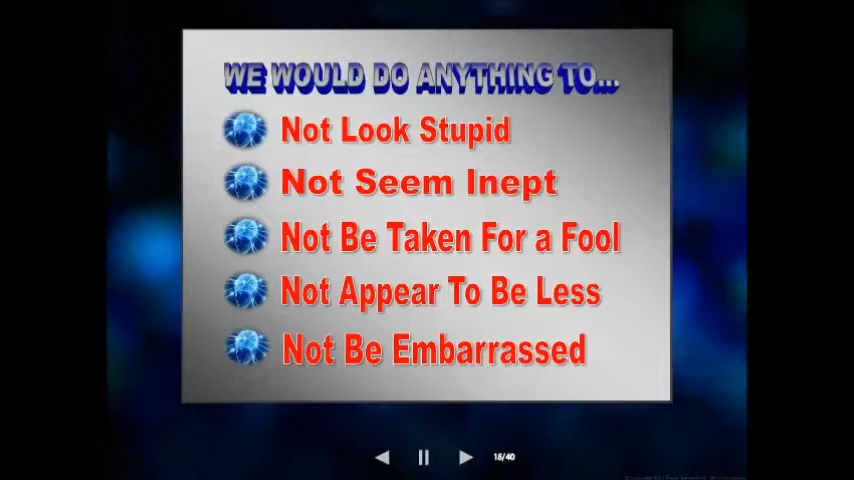 WE WOULD DO ANYTHING TO...
Not Look Stupid
Not Seem Inept
Not Be Taken For a Fool
Not Appear To Be Less
Not Be Embarrassed
15/40